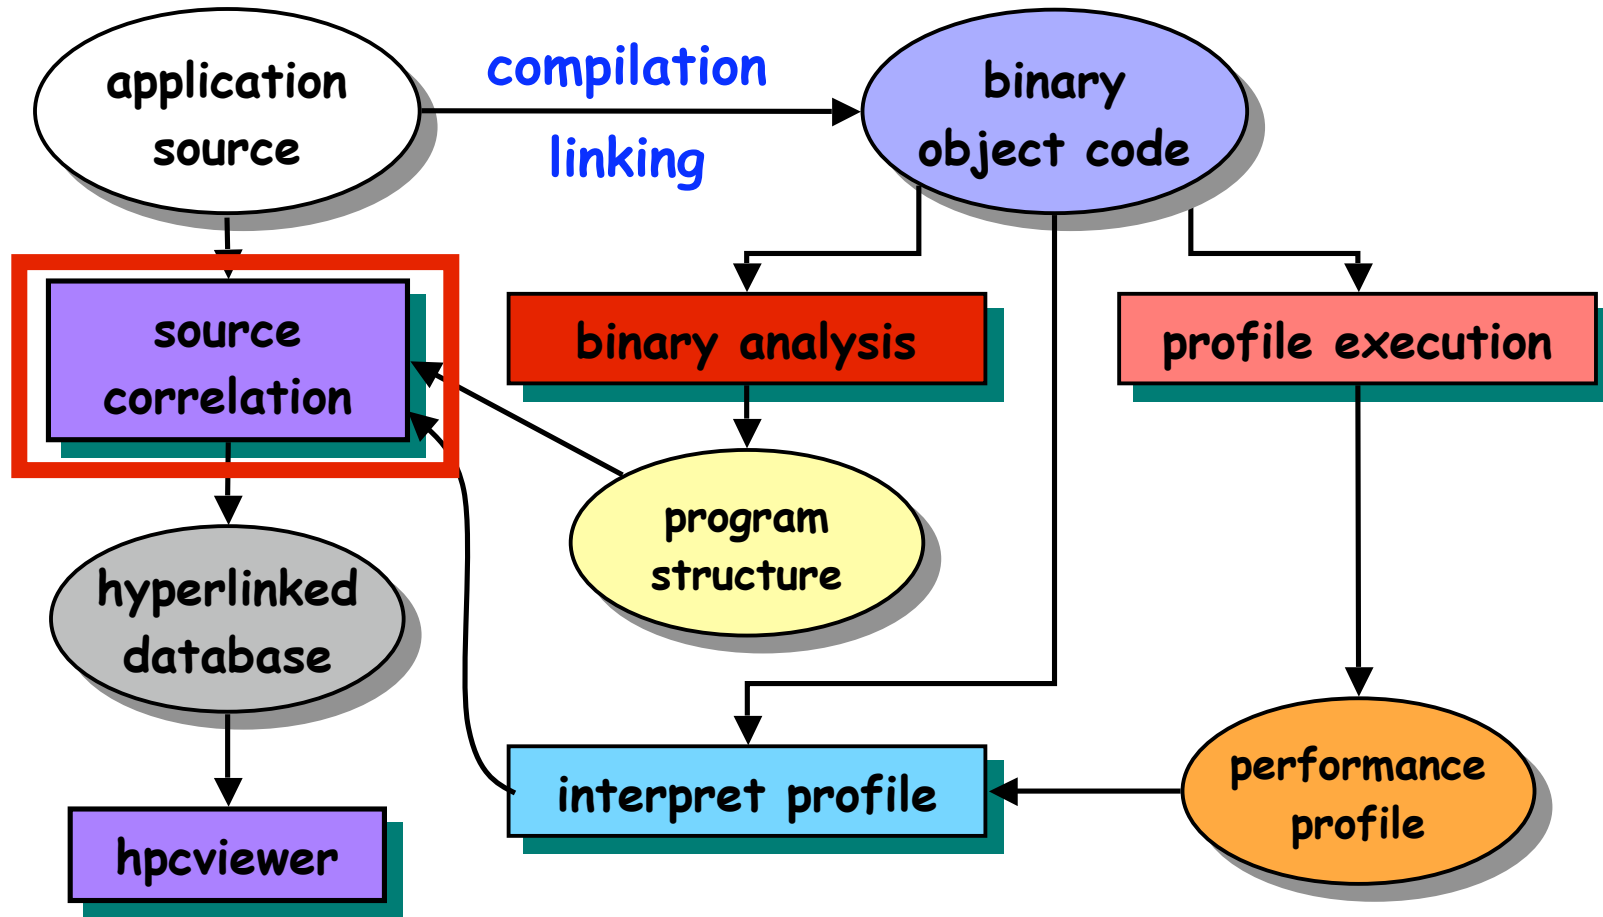 application
source
compilation
linking
binary
object code
source
correlation
binary analysis
profile execution
program
structure
hyperlinked
database
interpret profile
performance
profile
hpcviewer